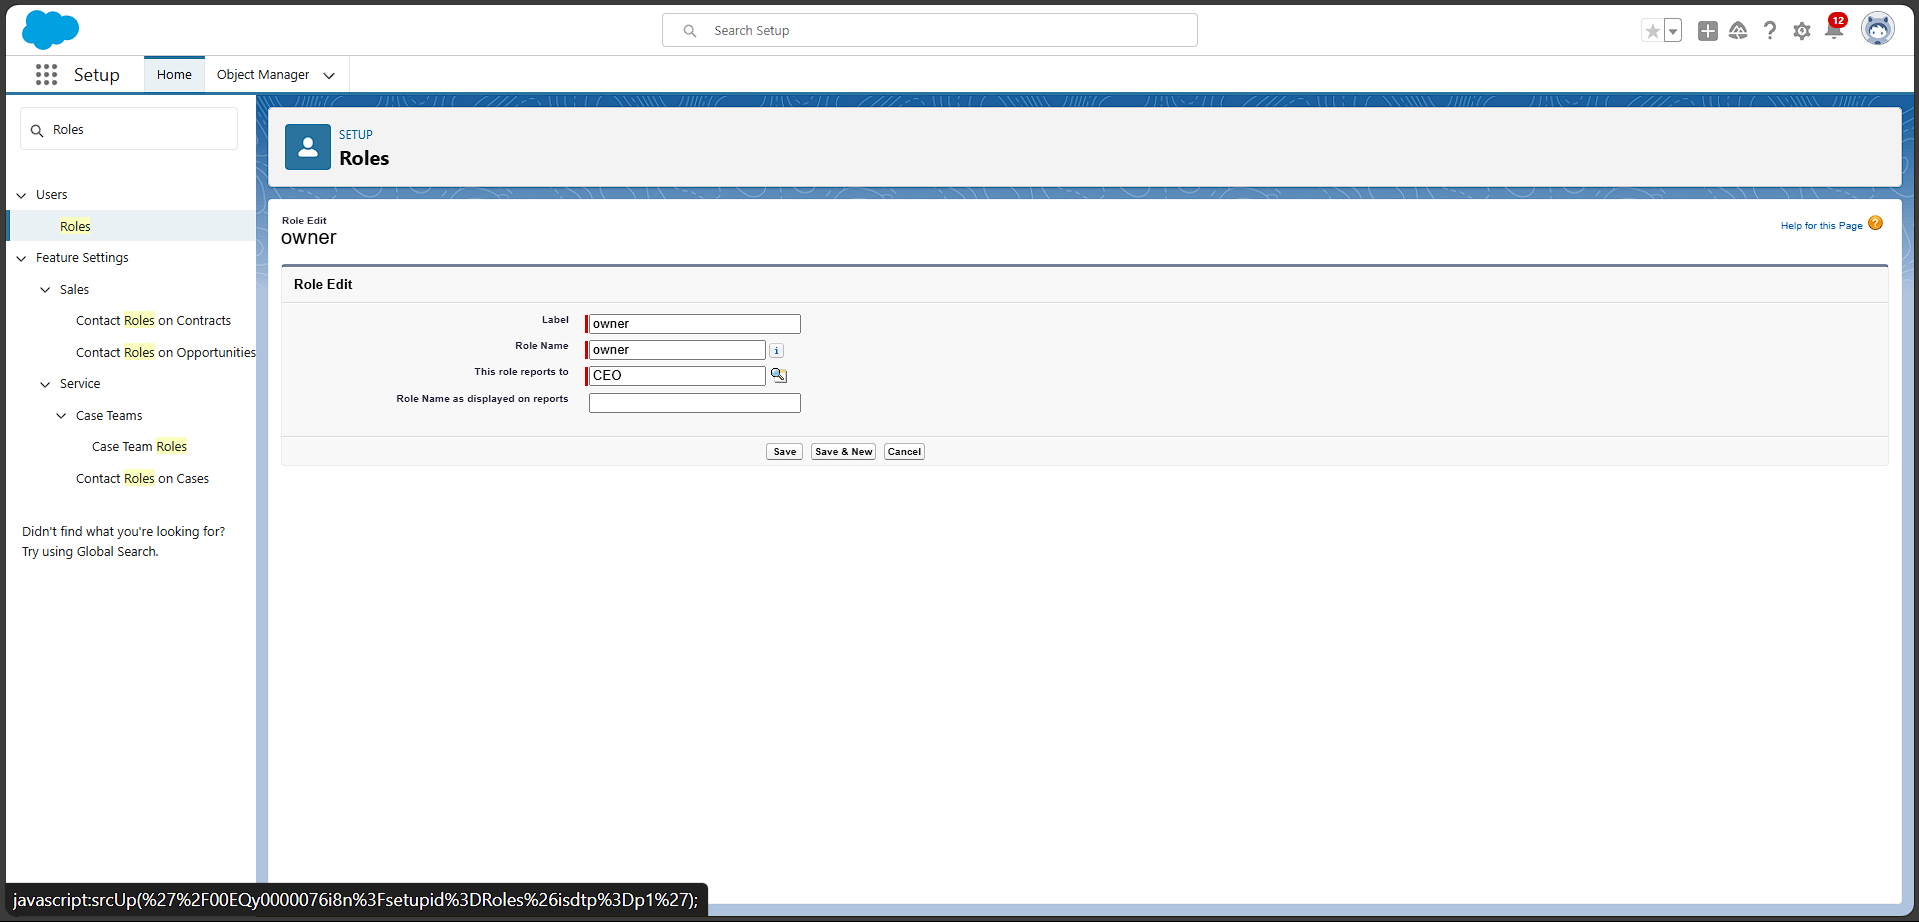 Search Setup
12
Setup
Home
Object Manager
Roles
SETUP
Roles
Users
Roles
Feature Settings
Sales
Contact Roles on Contracts
Contact Roles on Opportunities
Service
Case Teams
Case Team Roles
Contact Roles on Cases
Didn't find what you're looking for?
Try using Global Search.
Role Edit
owner
Help for this Page
Role Edit
Label owner
Role Name owner
This role reports to CEO
Role Name as displayed on reports
Save Save & New Cancel
javascript:srcUp(%27%2F00EQy0000076i8n%3Fsetupid%3DRoles%26isdtp%3Dp1%27);